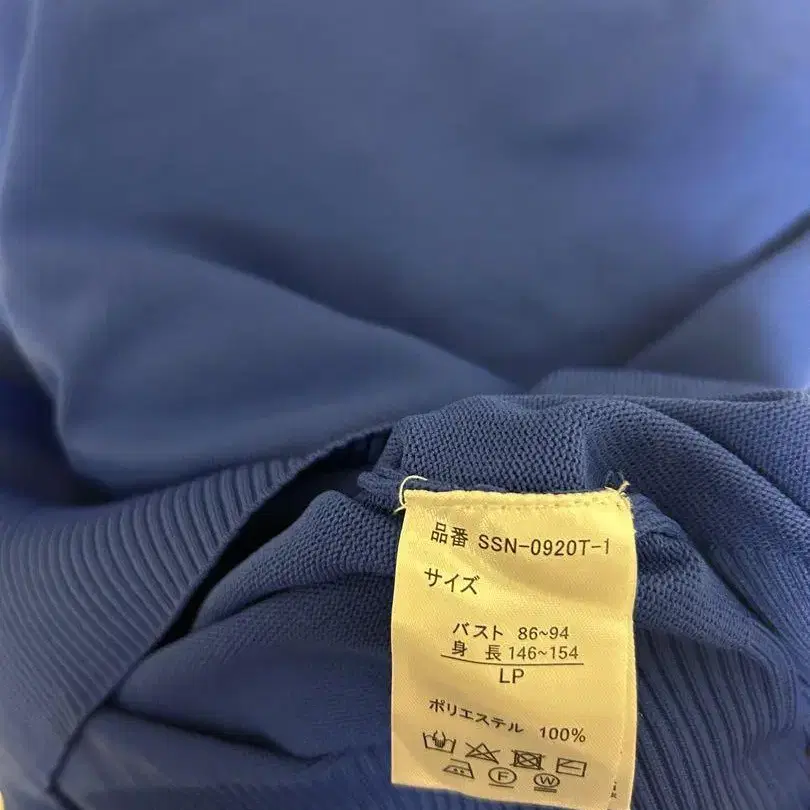 品番 SSN-0920T-1
サイズ
バスト 86~94
身 長 146~154
LP
ポリエステル 100%
F W